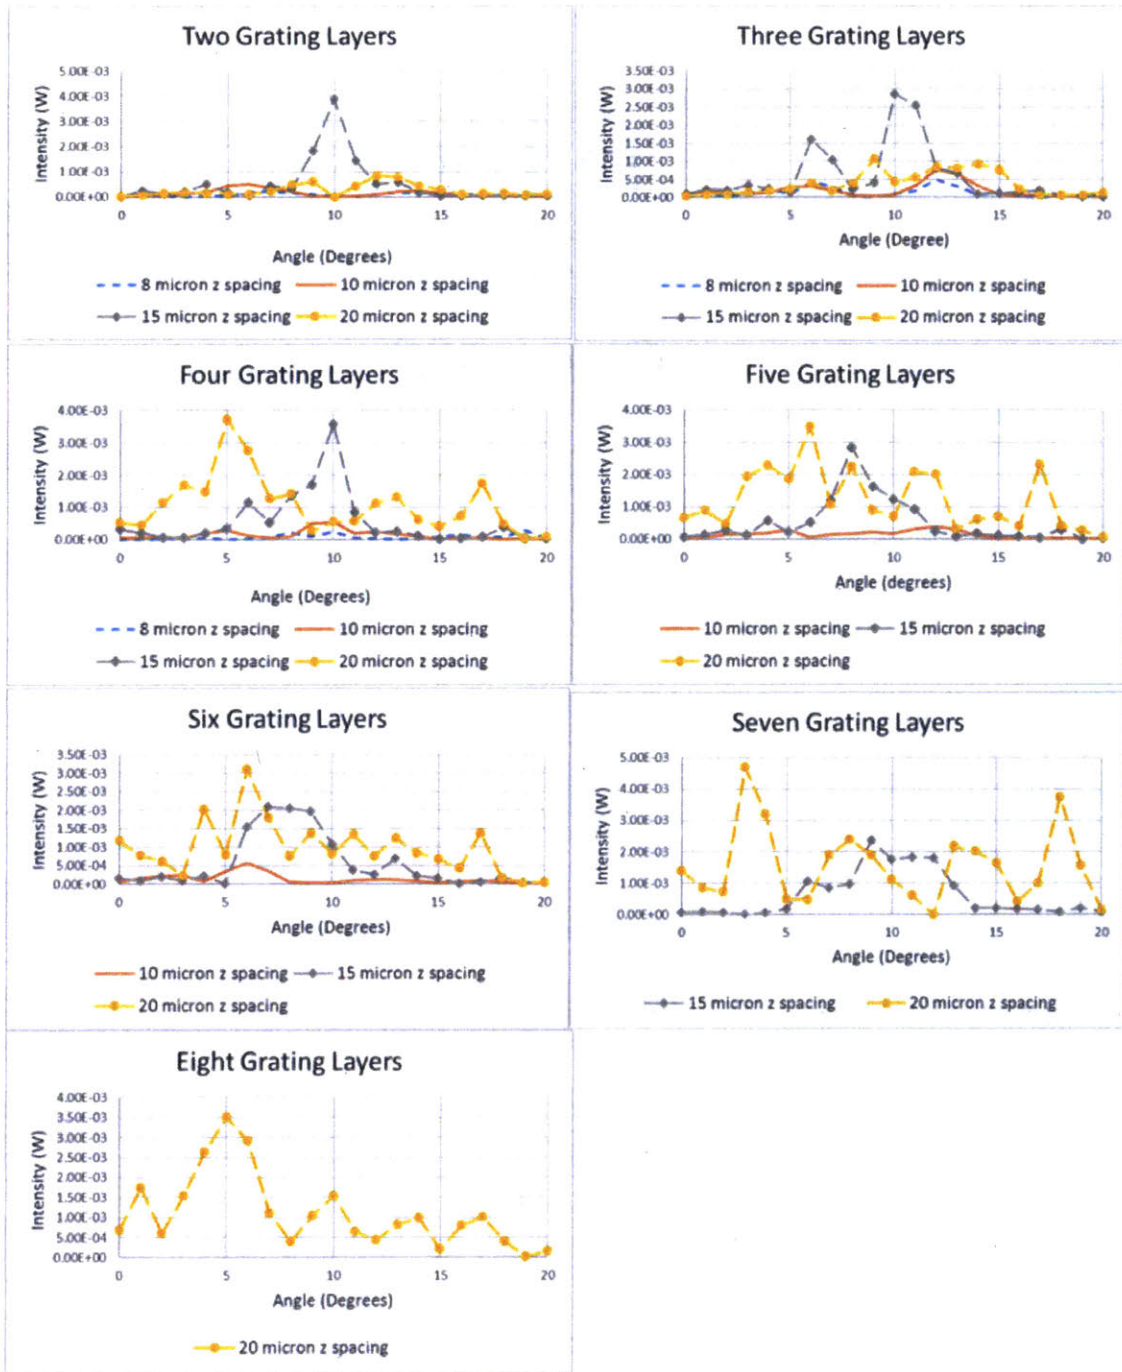 Two Grating Layers
5.00E-03
4.00E-03
3.00E-03
2.00E-03
1.00E-03
0.00E+00
Intensity (W)
0 5 10 15 20
Angle (Degrees)
8 micron z spacing 10 micron z spacing
15 micron z spacing 20 micron z spacing
Three Grating Layers
3.50E-03
3.00E-03
2.50E-03
2.00E-03
1.50E-03
1.00E-03
5.00E-04
0.00E+00
Intensity (W)
0 5 10 15 20
Angle (Degree)
8 micron z spacing 10 micron z spacing
15 micron z spacing 20 micron z spacing
Four Grating Layers
4.00E-03
3.00E-03
2.00E-03
1.00E-03
0.00E+00
Intensity (W)
0 5 10 15 20
Angle (Degrees)
8 micron z spacing 10 micron z spacing
15 micron z spacing 20 micron z spacing
Five Grating Layers
4.00E-03
3.00E-03
2.00E-03
1.00E-03
0.00E+00
Intensity (W)
0 5 10 15 20
Angle (degrees)
10 micron z spacing 15 micron z spacing
20 micron z spacing
Six Grating Layers
3.50E-03
3.00E-03
2.50E-03
2.00E-03
1.50E-03
1.00E-03
5.00E-04
0.00E+00
Intensity (W)
0 5 10 15 20
Angle (Degrees)
10 micron z spacing 15 micron z spacing
20 micron z spacing
Seven Grating Layers
5.00E-03
4.00E-03
3.00E-03
2.00E-03
1.00E-03
0.00E+00
Intensity (W)
0 5 10 15 20
Angle (Degrees)
15 micron z spacing 20 micron z spacing
Eight Grating Layers
4.00E-03
3.50E-03
3.00E-03
2.50E-03
2.00E-03
1.50E-03
1.00E-03
5.00E-04
0.00E+00
Intensity (W)
0 5 10 15 20
Angle (Degrees)
20 micron z spacing